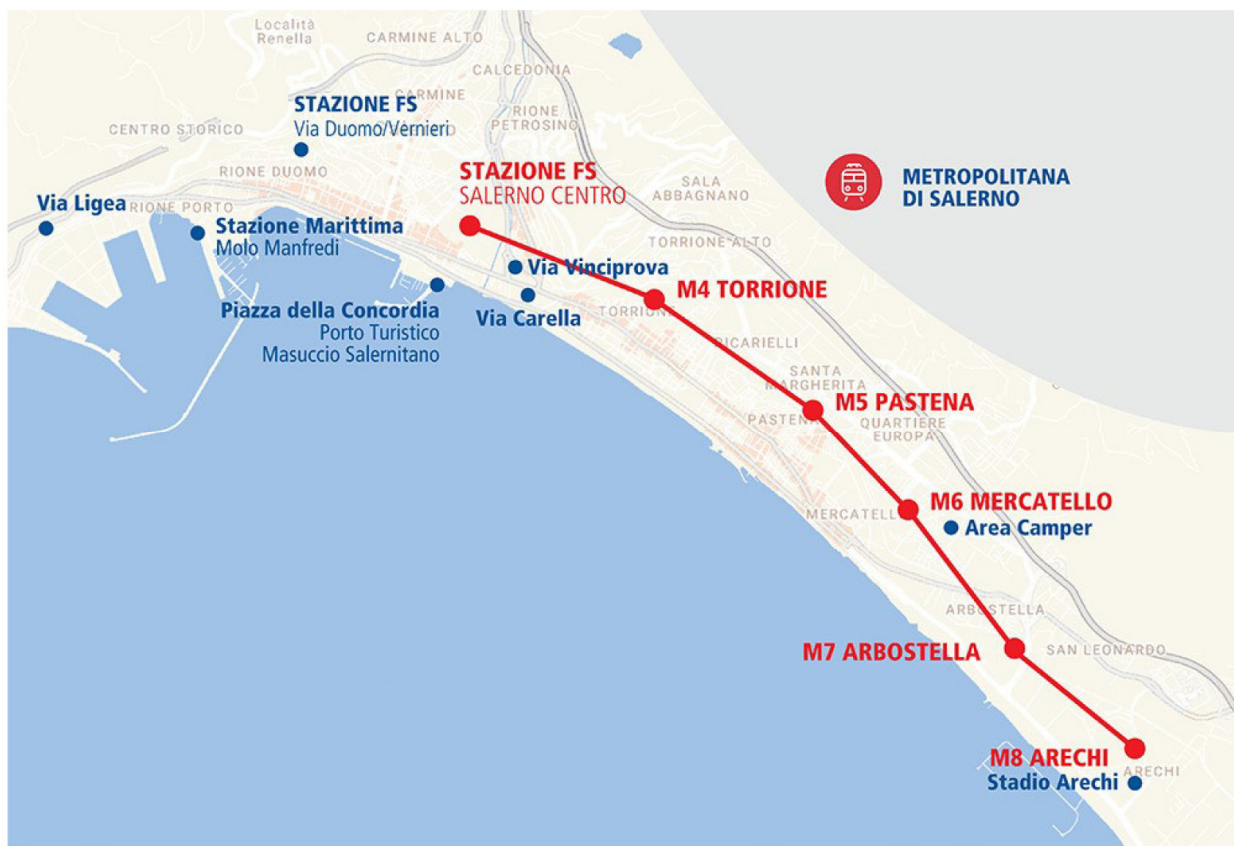 Località
Renella
CARMINE ALTO
CALCEDONIA
CARMINE
STAZIONE FS
Via Duomo/Vernieri
RIONE
PETROSINO
CENTRO STORICO
RIONE DUOMO
STAZIONE FS
SALERNO CENTRO
SALA
ABBAGNANO
METROPOLITANA
DI SALERNO
Via Ligea
RIONE PORTO
Stazione Marittima
Molo Manfredi
TORRIONE ALTO
Via Vinciprova
M4 TORRIONE
Piazza della Concordia
Porto Turistico
Masuccio Salernitano
Via Carella
TORRIONE
SANTA
MARGHERITA
M5 PASTENA
PASTENA
QUARTIERE
EUROPA
M6 MERCATELLO
MERCATELLO
Area Camper
ARBOSTELLA
M7 ARBOSTELLA
SAN LEONARDO
M8 ARECHI
ARECHI
Stadio Arechi